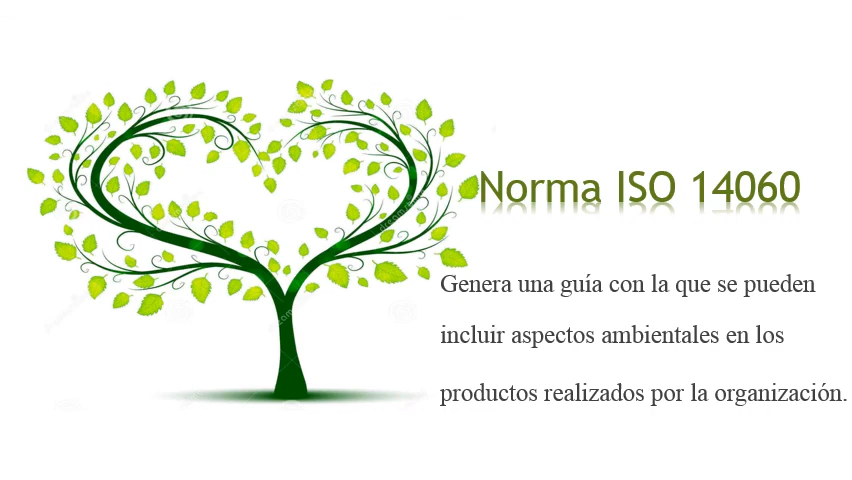 Norma ISO 14060
Genera una guía con la que se pueden
incluir aspectos ambientales en los
productos realizados por la organización.